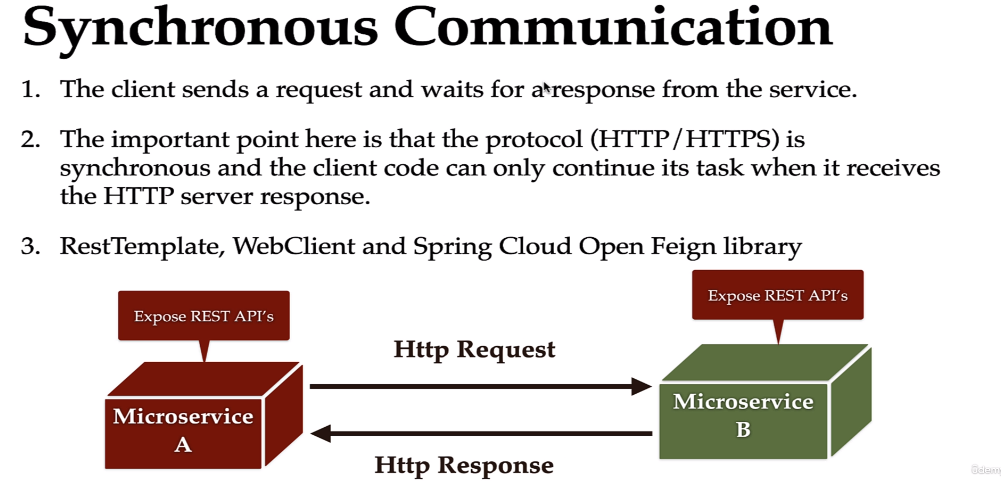 Synchronous Communication
1. The client sends a request and waits for a response from the service.
2. The important point here is that the protocol (HTTP/HTTPS) is
synchronous and the client code can only continue its task when it receives
the HTTP server response.
3. RestTemplate, WebClient and Spring Cloud Open Feign library
Expose REST API's
Expose REST API's
Http Request
Microservice
A
Microservice
B
Http Response